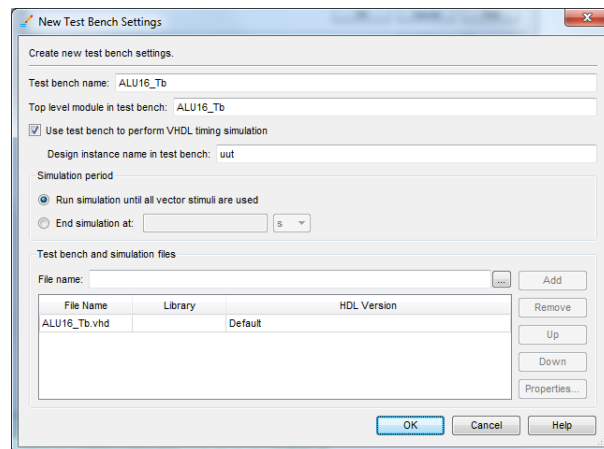 New Test Bench Settings
Create new test bench settings.
Test bench name: ALU16_Tb
Top level module in test bench: ALU16_Tb
Use test bench to perform VHDL timing simulation
Design instance name in test bench: uut
Simulation period
Run simulation until all vector stimuli are used
End simulation at: s
Test bench and simulation files
File name: ... Add
File Name Library HDL Version Remove
ALU16_Tb.vhd Default
Up
Down
Properties...
OK Cancel Help